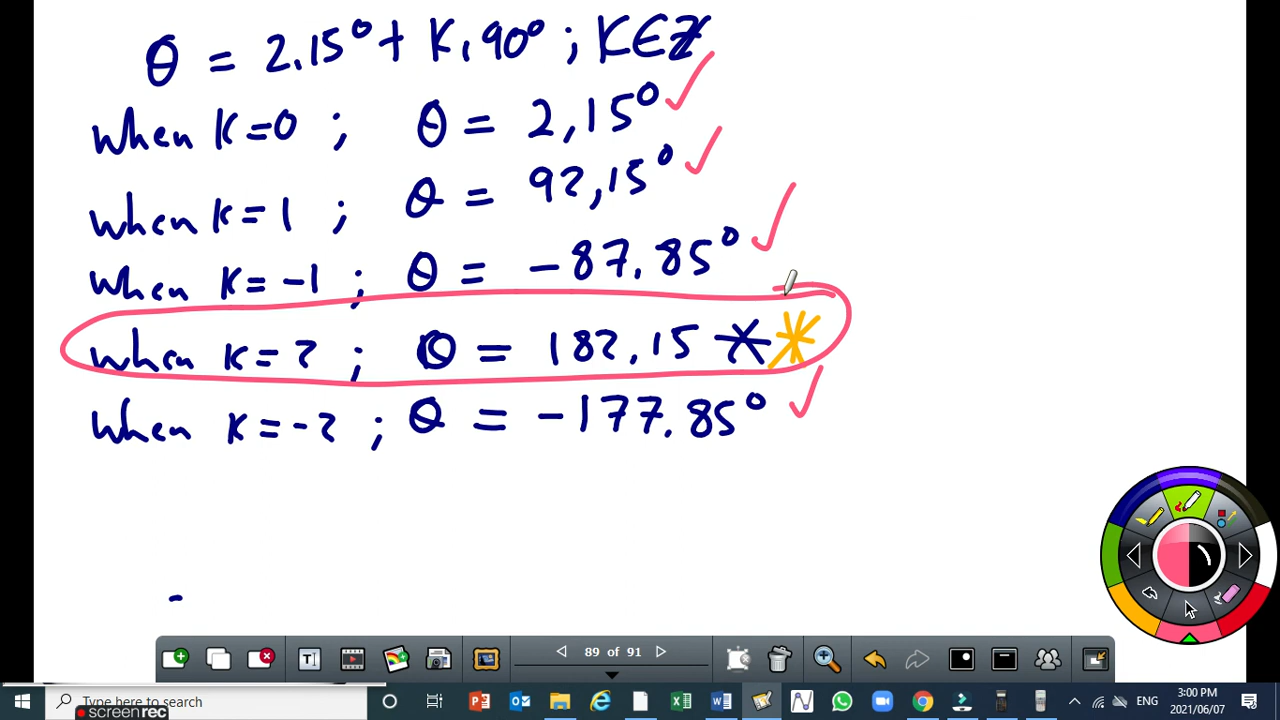 θ = 2.15° + K.90° ; K∈Z
when K=0 ; θ = 2,15°
when K=1 ; θ = 92,15°
when K=-1 ; θ = -87.85°
when K=2 ; θ = 182.15 **
when K=-2 ; θ = -177.85°
-
89 of 91
Type here to search
screenrec
ENG
3:00 PM
2021/06/07